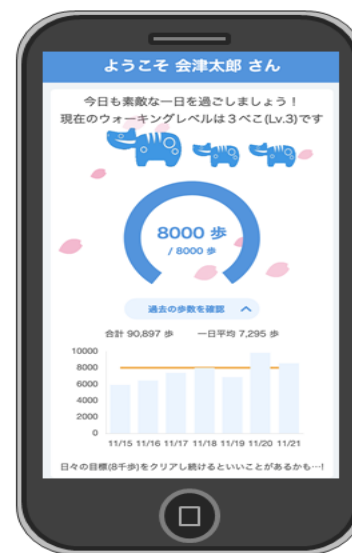 ようこそ 会津太郎 さん
今日も素敵な一日を過ごしましょう！
現在のウォーキングレベルは３べこ(Lv.3)です
8000 歩
/ 8000 歩
過去の歩数を確認
合計 90,897 歩　一日平均 7,295 歩
10000
8000
6000
4000
2000
0
11/15 11/16 11/17 11/18 11/19 11/20 11/21
日々の目標(8千歩)をクリアし続けるといいことがあるかも…!